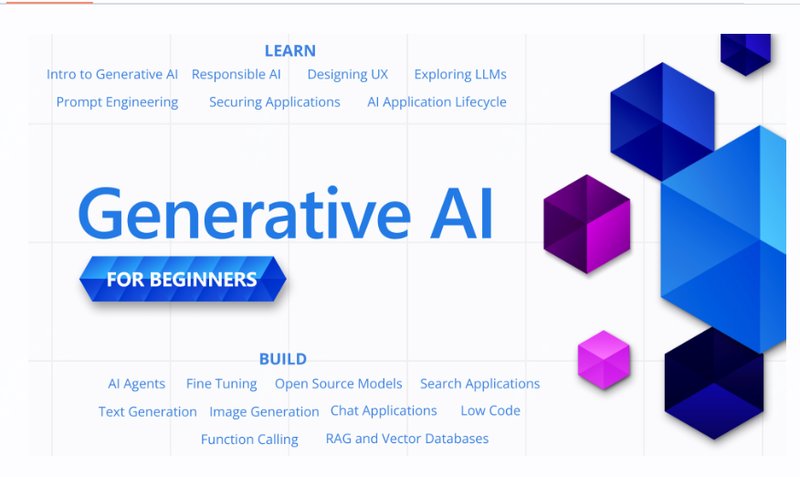 LEARN
Intro to Generative AI Responsible AI Designing UX Exploring LLMs
Prompt Engineering Securing Applications AI Application Lifecycle
Generative AI
FOR BEGINNERS
BUILD
AI Agents Fine Tuning Open Source Models Search Applications
Text Generation Image Generation Chat Applications Low Code
Function Calling RAG and Vector Databases